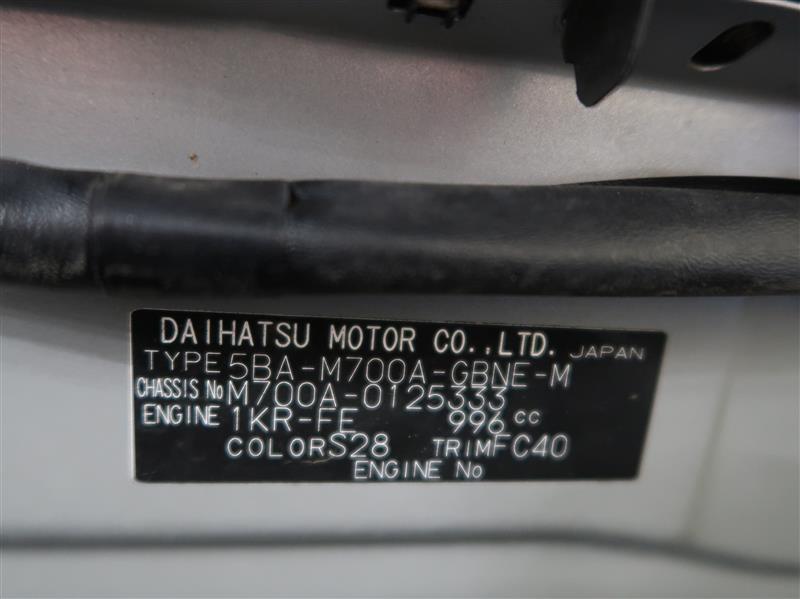 DAIHATSU MOTOR CO.,LTD. JAPAN
TYPE 5BA-M700A-GBNE-M
CHASSIS No M700A-0125333
ENGINE 1KR-FE 996 cc
COLOR S28 TRIM FC40
ENGINE No